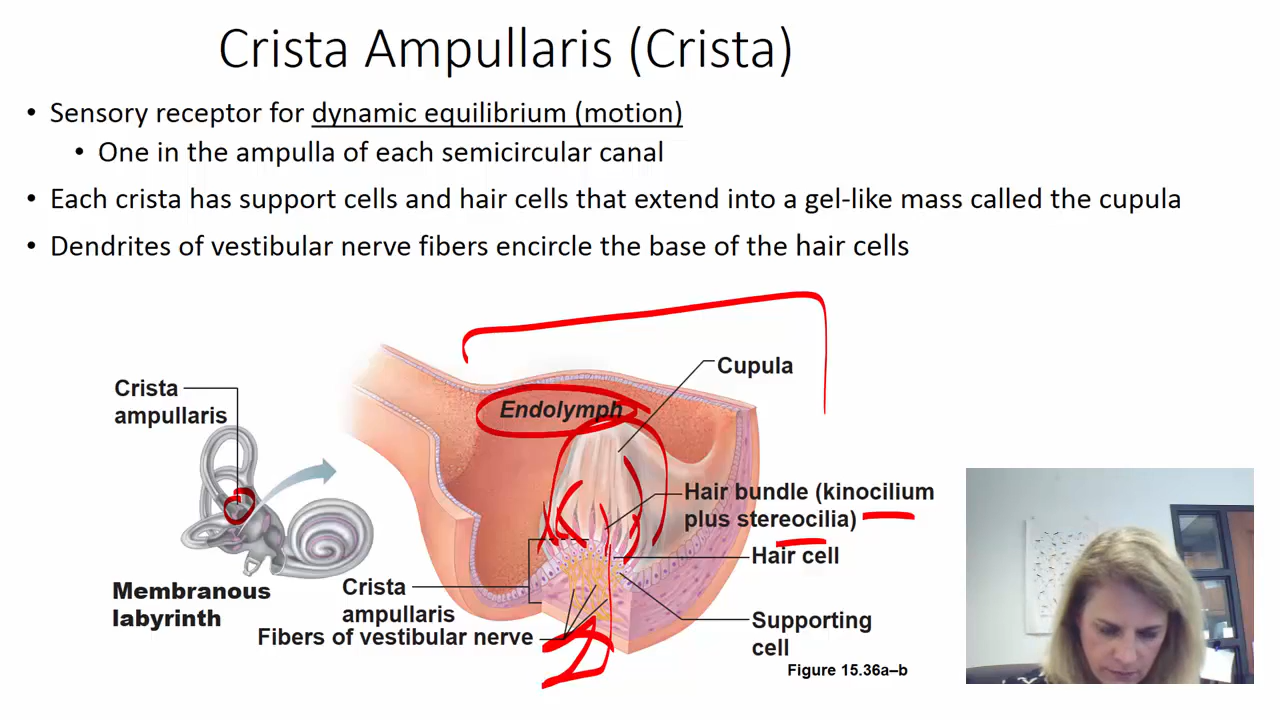 Crista Ampullaris (Crista)
• Sensory receptor for dynamic equilibrium (motion)
• One in the ampulla of each semicircular canal
• Each crista has support cells and hair cells that extend into a gel-like mass called the cupula
• Dendrites of vestibular nerve fibers encircle the base of the hair cells
Cupula
Crista
ampullaris
Endolymph
Hair bundle (kinocilium
plus stereocilia)
Hair cell
Membranous
labyrinth
Crista
ampullaris
Fibers of vestibular nerve
Supporting
cell
Figure 15.36a–b